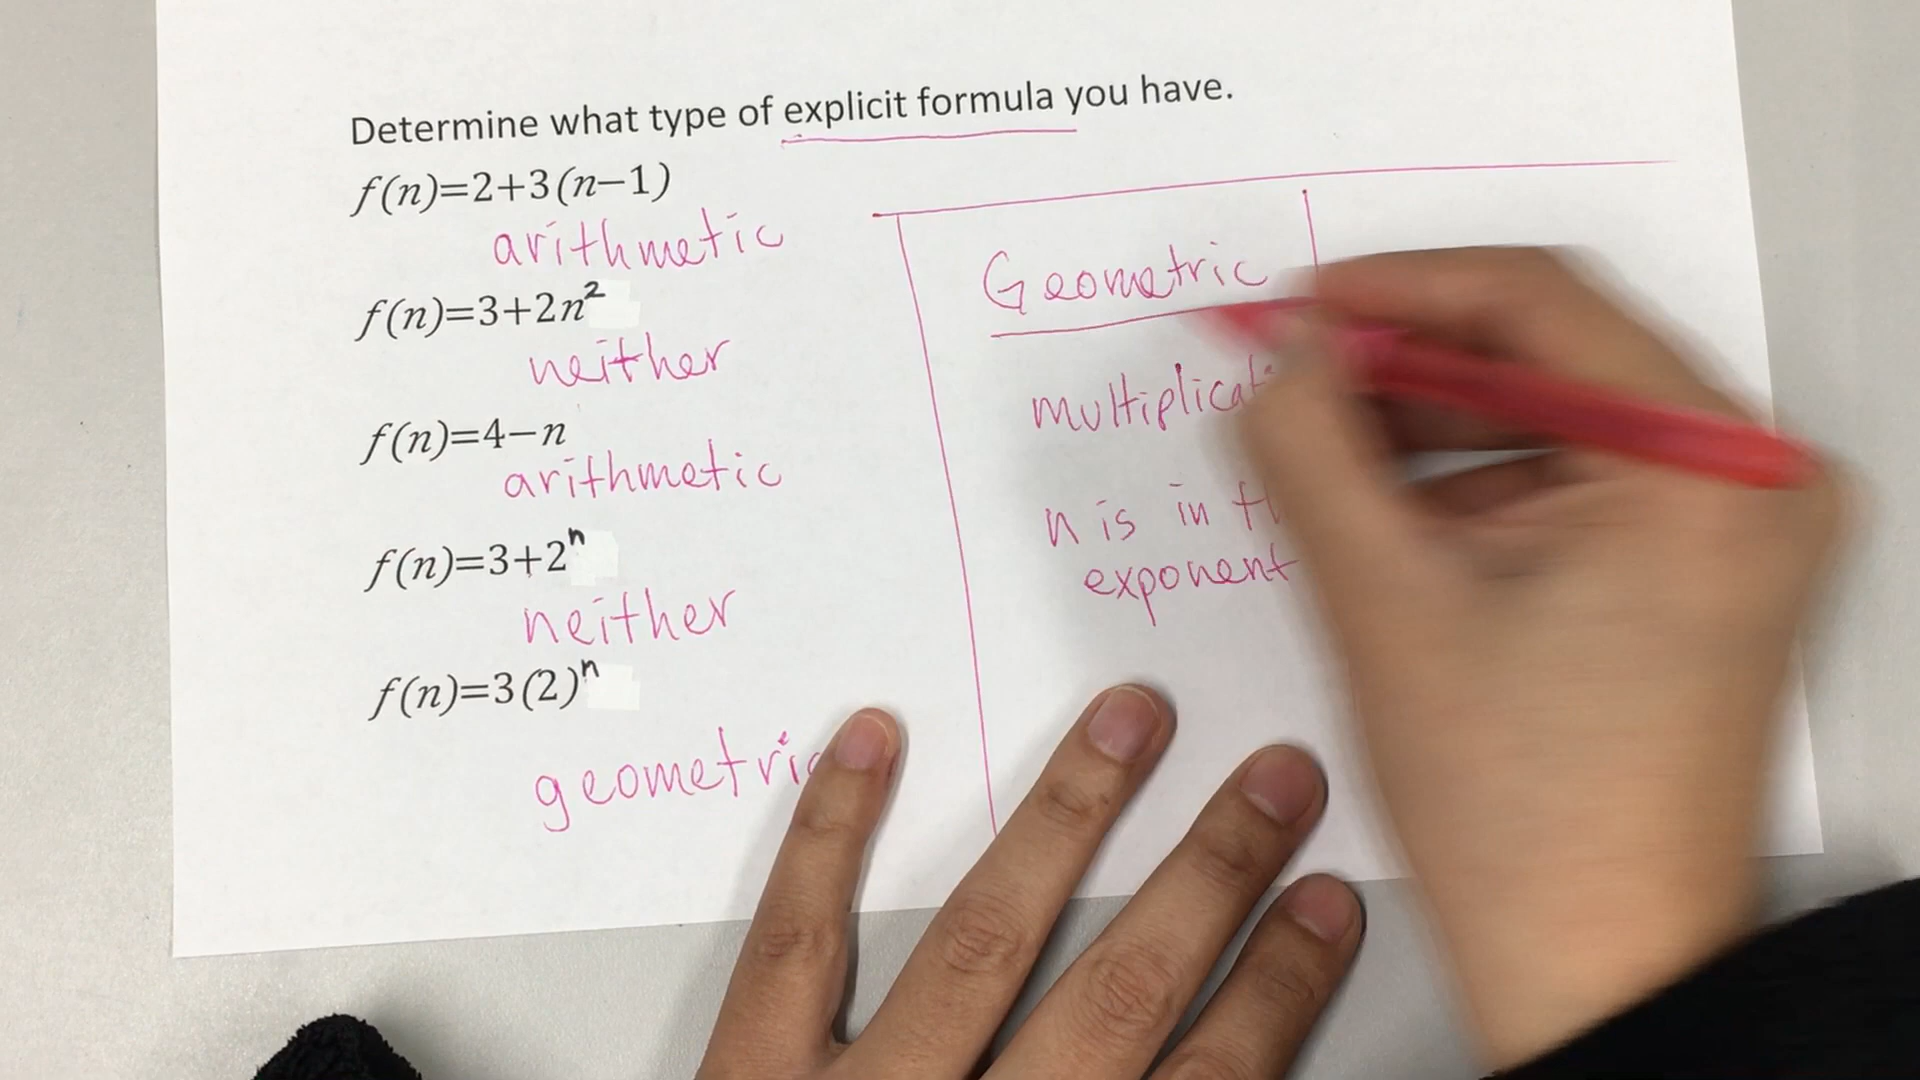 Determine what type of explicit formula you have.
f(n)=2+3(n−1)
arithmetic
f(n)=3+2n²
neither
f(n)=4−n
arithmetic
f(n)=3+2ⁿ
neither
f(n)=3(2)ⁿ
geometric
Geometric
n is in
exponent